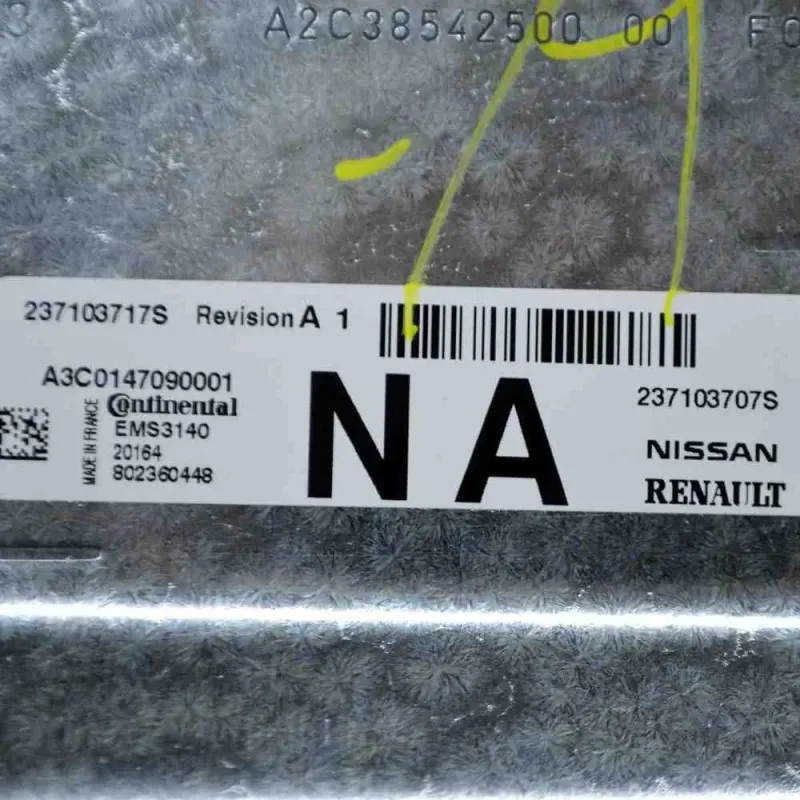 A2C38542500 00 F
237103717S Revision A 1
A3C0147090001
Continental
EMS3140
MADE IN FRANCE
20164
802360448
NA
237103707S
NISSAN
RENAULT